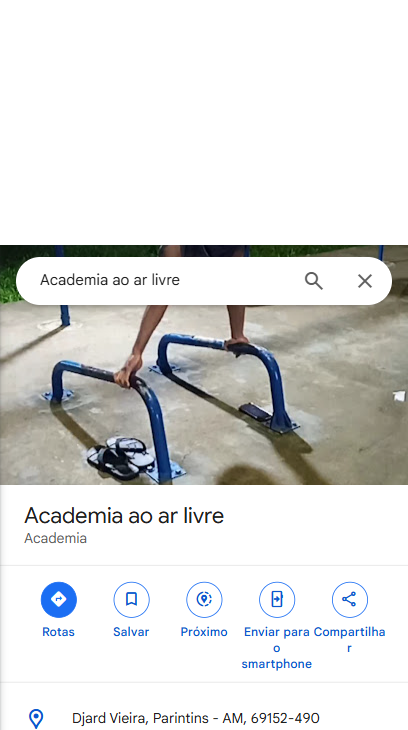 Academia ao ar livre
Academia ao ar livre
Academia
Rotas
Salvar
Próximo
Enviar para
o
smartphone
Compartilha
r
Djard Vieira, Parintins - AM, 69152-490